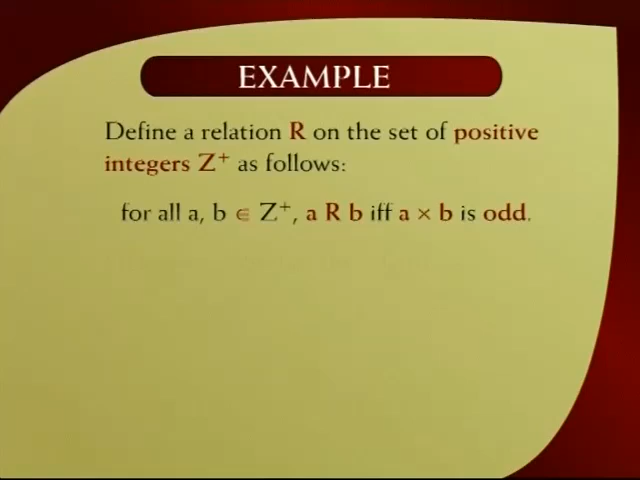 EXAMPLE
Define a relation R on the set of positive
integers Z⁺ as follows:
for all a, b ∈ Z⁺, a R b iff a × b is odd.